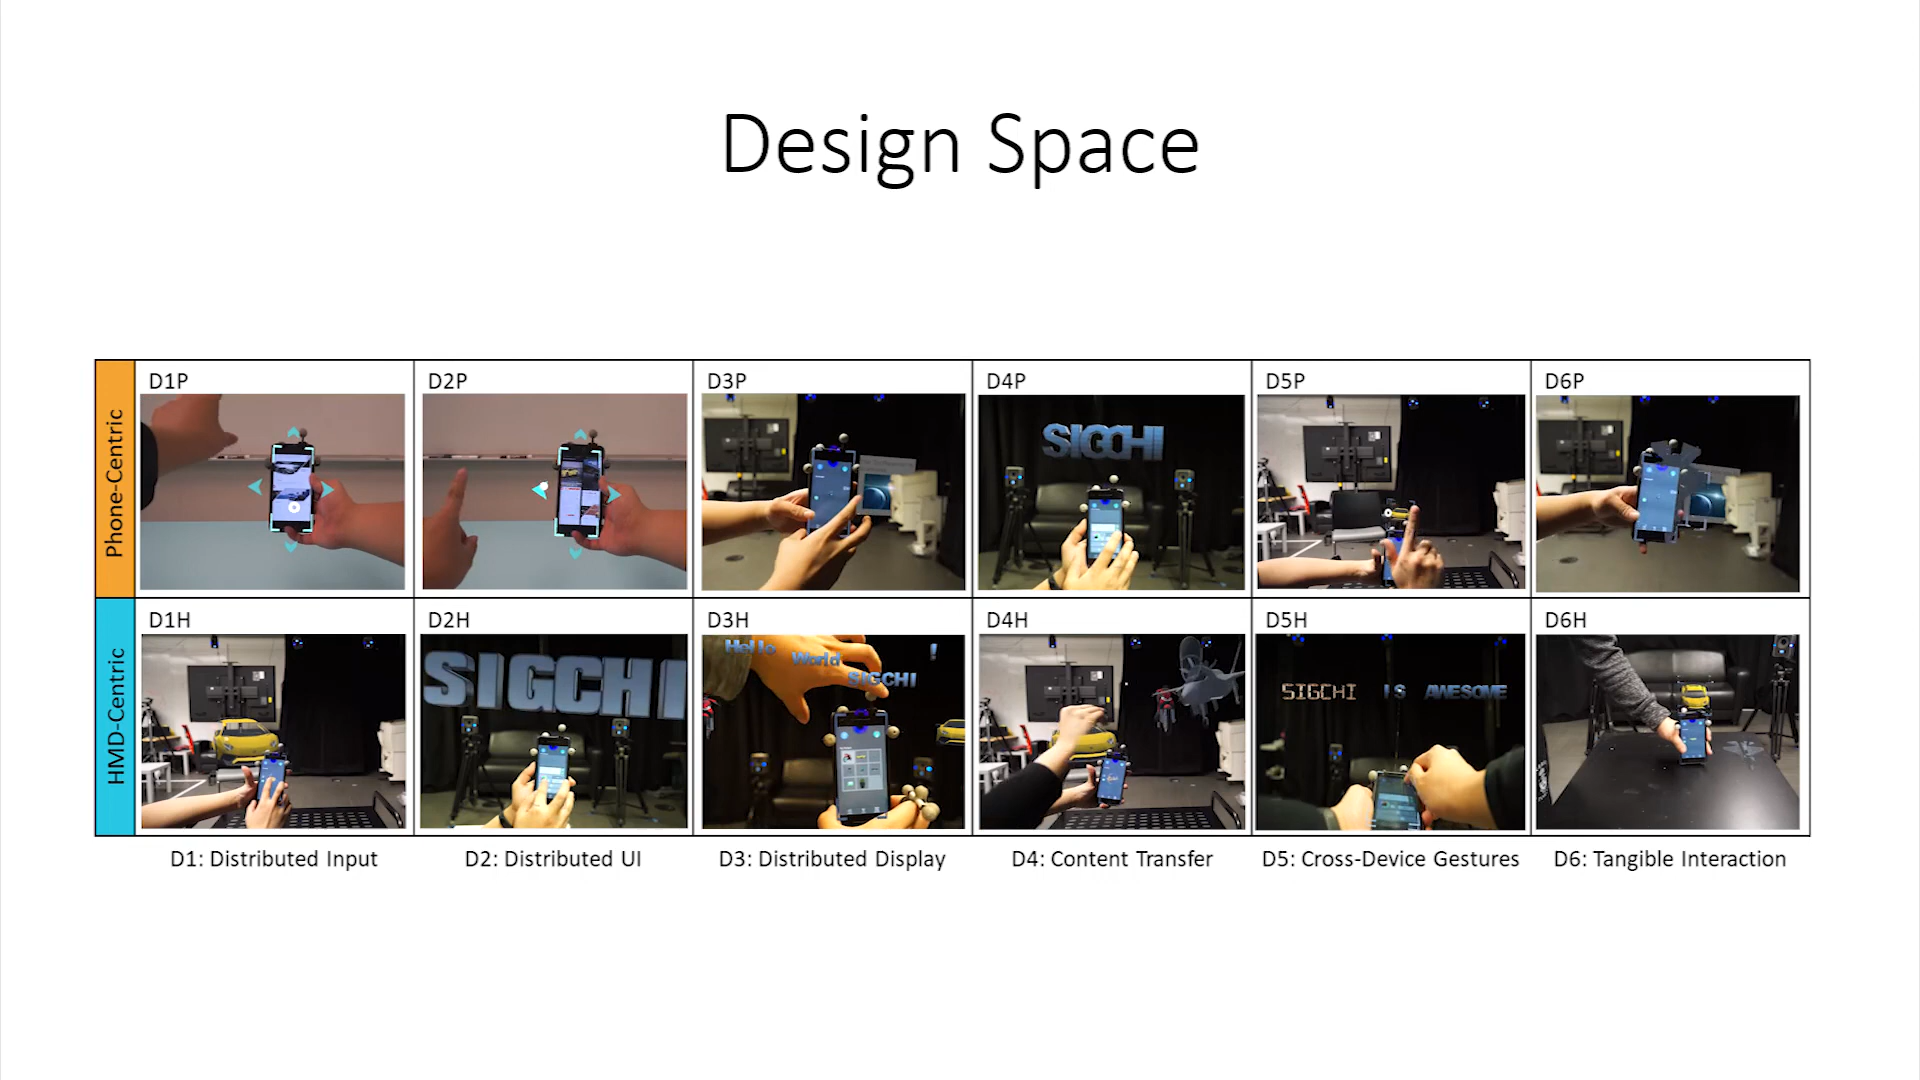 Design Space
Phone-Centric
D1P
D2P
D3P
D4P
SIGCHI
D5P
D6P
HMD-Centric
D1H
D2H
SIGCHI
D3H
Hello World !
SIGCHI
D4H
D5H
SIGCHI IS AWESOME
D6H
D1: Distributed Input
D2: Distributed UI
D3: Distributed Display
D4: Content Transfer
D5: Cross-Device Gestures
D6: Tangible Interaction